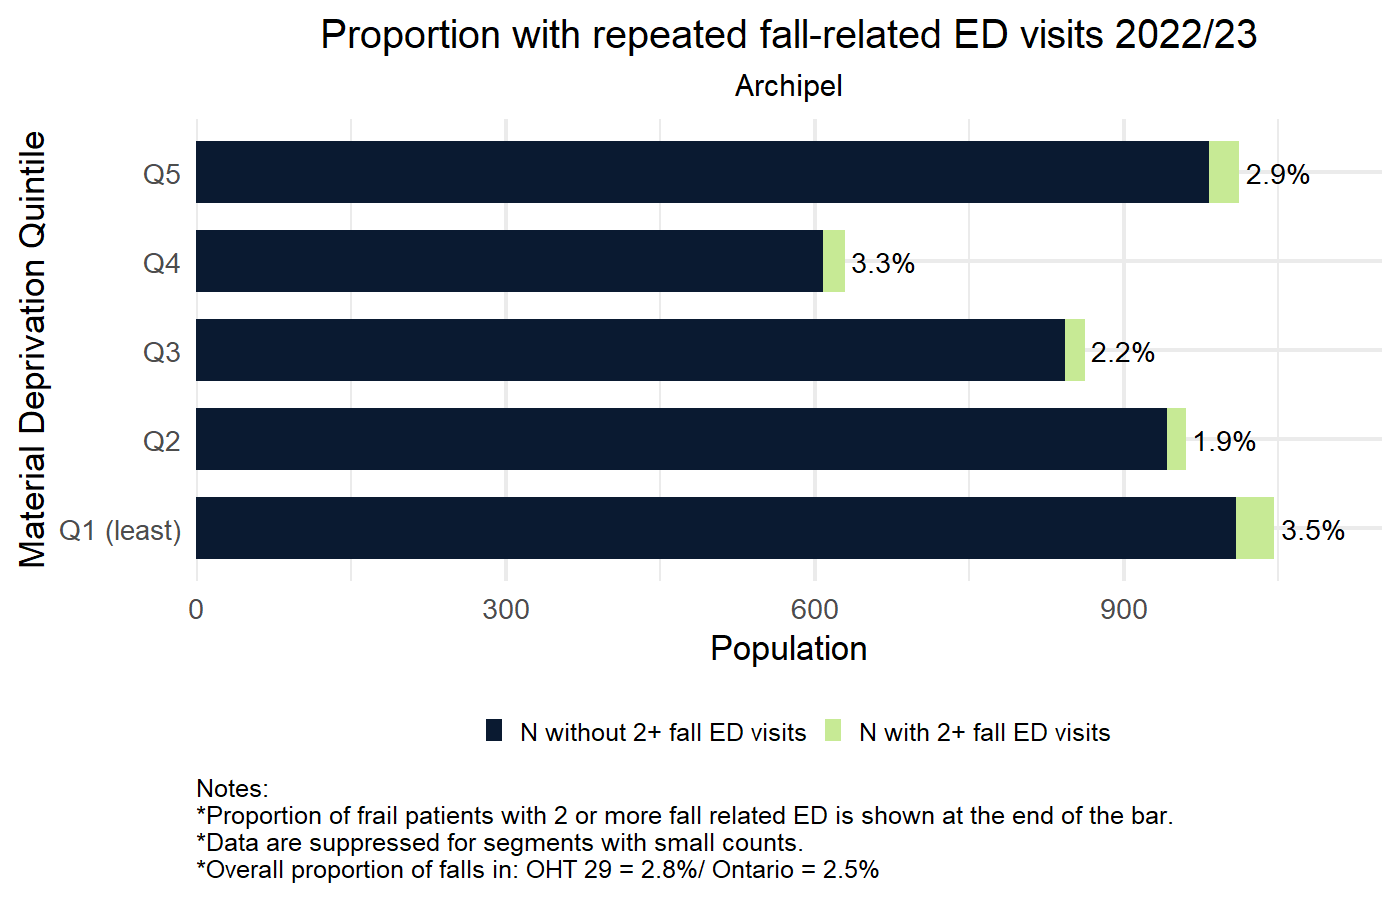 Proportion with repeated fall-related ED visits 2022/23
Archipel
Material Deprivation Quintile
Q5
2.9%
Q4
3.3%
Q3
2.2%
Q2
1.9%
Q1 (least)
3.5%
0
300
600
900
Population
N without 2+ fall ED visits
N with 2+ fall ED visits
Notes:
*Proportion of frail patients with 2 or more fall related ED is shown at the end of the bar.
*Data are suppressed for segments with small counts.
*Overall proportion of falls in: OHT 29 = 2.8%/ Ontario = 2.5%